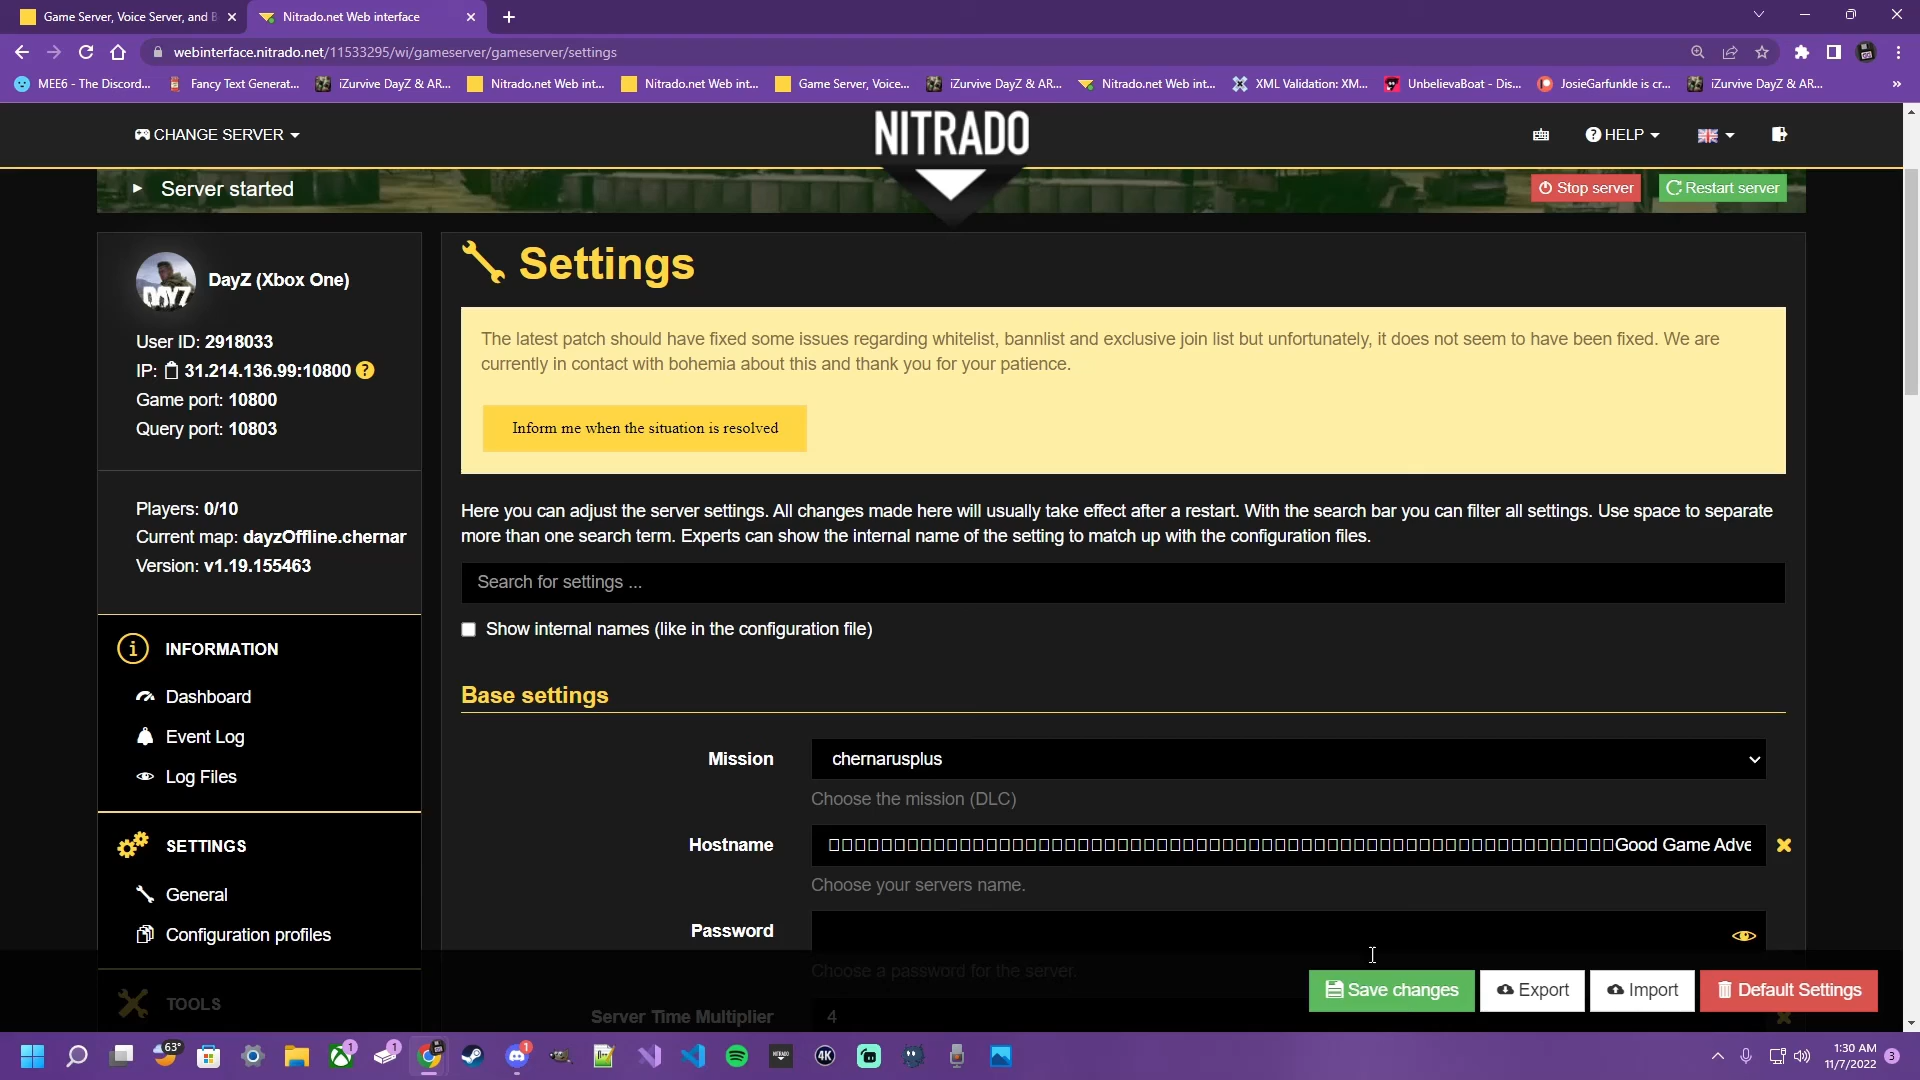 Game Server, Voice Server, and B
Nitrado.net Web interface
webinterface.nitrado.net/11533295/wi/gameserver/gameserver/settings
MEE6 - The Discord...
Fancy Text Generat...
iZurvive DayZ & AR...
Nitrado.net Web int...
Nitrado.net Web int...
Game Server, Voice...
iZurvive DayZ & AR...
Nitrado.net Web int...
XML Validation: XM...
UnbelievaBoat - Dis...
JosieGarfunkle is cr...
iZurvive DayZ & AR...
CHANGE SERVER
NITRADO
HELP
Server started
Stop server
Restart server
DayZ (Xbox One)
User ID: 2918033
IP: 31.214.136.99:10800
Game port: 10800
Query port: 10803
Players: 0/10
Current map: dayzOffline.chernar
Version: v1.19.155463
INFORMATION
Dashboard
Event Log
Log Files
SETTINGS
General
Configuration profiles
TOOLS
Settings
The latest patch should have fixed some issues regarding whitelist, bannlist and exclusive join list but unfortunately, it does not seem to have been fixed. We are
currently in contact with bohemia about this and thank you for your patience.
Inform me when the situation is resolved
Here you can adjust the server settings. All changes made here will usually take effect after a restart. With the search bar you can filter all settings. Use space to separate
more than one search term. Experts can show the internal name of the setting to match up with the configuration files.
Search for settings ...
Show internal names (like in the configuration file)
Base settings
Mission
chernarusplus
Choose the mission (DLC)
Hostname
Good Game Adve
Choose your servers name.
Password
Choose a password for the server.
Server Time Multiplier
4
Save changes
Export
Import
Default Settings
63°
1:30 AM
11/7/2022